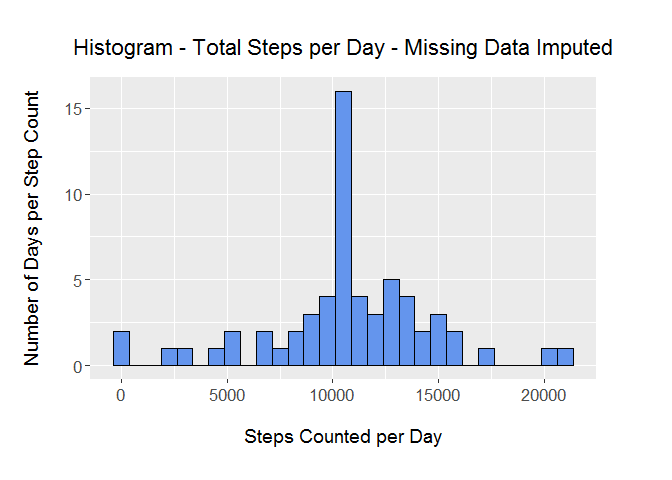 Histogram - Total Steps per Day - Missing Data Imputed
Number of Days per Step Count
15
10
5
0
0 5000 10000 15000 20000
Steps Counted per Day